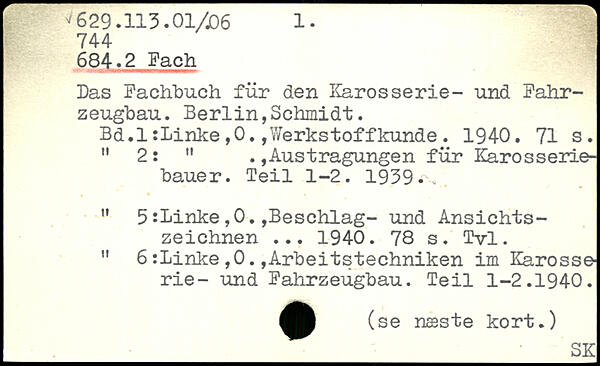 √629.113.01/.06 1.
744
684.2 Fach
Das Fachbuch für den Karosserie- und Fahr-
zeugbau. Berlin,Schmidt.
Bd.1:Linke,O.,Werkstoffkunde. 1940. 71 s.
" 2: " .,Austragungen für Karosserie-
bauer. Teil 1-2. 1939.
" 5:Linke,O.,Beschlag- und Ansichts-
zeichnen ... 1940. 78 s. Tvl.
" 6:Linke,O.,Arbeitstechniken im Karosse-
rie- und Fahrzeugbau. Teil 1-2.1940.
(se næste kort.)
SK